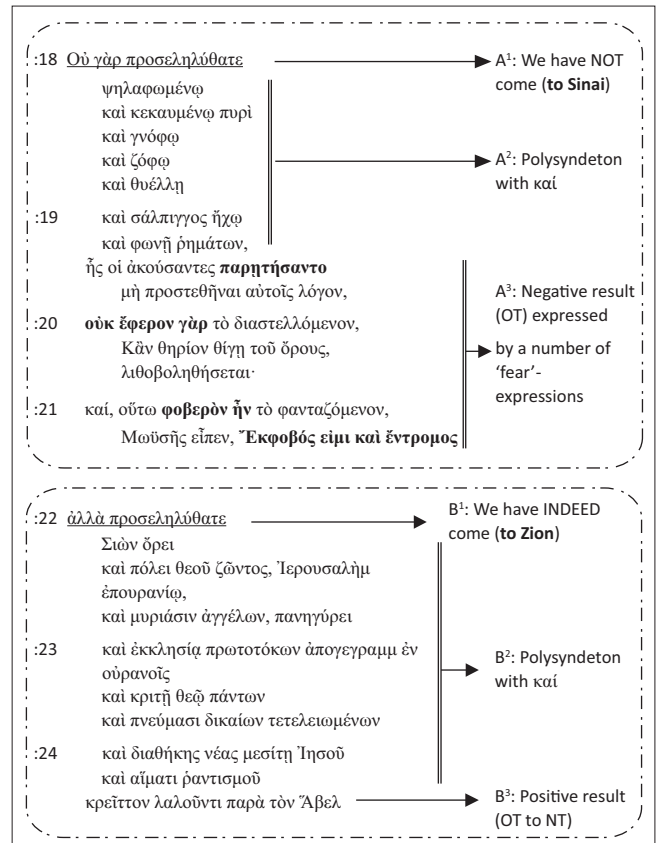 :18 Οὐ γὰρ προσεληλύθατε
A¹: We have NOT
come (to Sinai)
ψηλαφωμένῳ
καὶ κεκαυμένῳ πυρὶ
καὶ γνόφῳ
καὶ ζόφῳ
καὶ θυέλλῃ
A²: Polysyndeton
with καί
:19 καὶ σάλπιγγος ἤχῳ
καὶ φωνῇ ῥημάτων,
ἧς οἱ ἀκούσαντες παρῃτήσαντο
μὴ προστεθῆναι αὐτοῖς λόγον,
:20 οὐκ ἔφερον γὰρ τὸ διαστελλόμενον,
Κἂν θηρίον θίγῃ τοῦ ὄρους,
λιθοβοληθήσεται·
:21 καί, οὕτω φοβερὸν ἦν τὸ φανταζόμενον,
Μωϋσῆς εἶπεν, Ἔκφοβός εἰμι καὶ ἔντρομος
A³: Negative result
(OT) expressed
by a number of
‘fear’-
expressions
:22 ἀλλὰ προσεληλύθατε
B¹: We have INDEED
come (to Zion)
Σιὼν ὄρει
καὶ πόλει θεοῦ ζῶντος, Ἰερουσαλὴμ
ἐπουρανίῳ,
καὶ μυριάσιν ἀγγέλων, πανηγύρει
:23 καὶ ἐκκλησίᾳ πρωτοτόκων ἀπογεγραμμ ἐν
οὐρανοῖς
καὶ κριτῇ θεῷ πάντων
καὶ πνεύμασι δικαίων τετελειωμένων
B²: Polysyndeton
with καί
:24 καὶ διαθήκης νέας μεσίτῃ Ἰησοῦ
καὶ αἵματι ῥαντισμοῦ
κρεῖττον λαλοῦντι παρὰ τὸν Ἅβελ
B³: Positive result
(OT to NT)